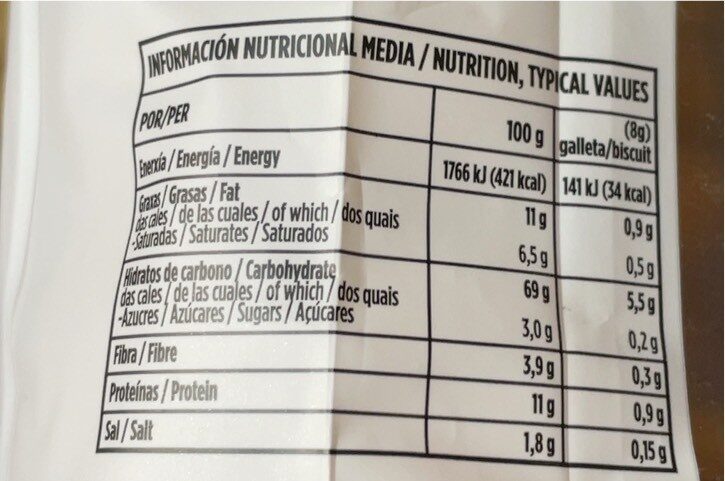 INFORMACIÓN NUTRICIONAL MEDIA / NUTRITION, TYPICAL VALUES
POR/PER 100 g (8g) galleta/biscuit
Enerxía / Energía / Energy 1766 kJ (421 kcal) 141 kJ (34 kcal)
Graxas / Grasas / Fat 11 g 0,9 g
das cales / de las cuales / of which / dos quais
-Saturadas / Saturates / Saturados 6,5 g 0,5 g
Hidratos de carbono / Carbohydrate 69 g 5,5 g
das cales / de las cuales / of which / dos quais
-Azucres / Azúcares / Sugars / Açúcares 3,0 g 0,2 g
Fibra / Fibre 3,9 g 0,3 g
Proteínas / Protein 11 g 0,9 g
Sal / Salt 1,8 g 0,15 g